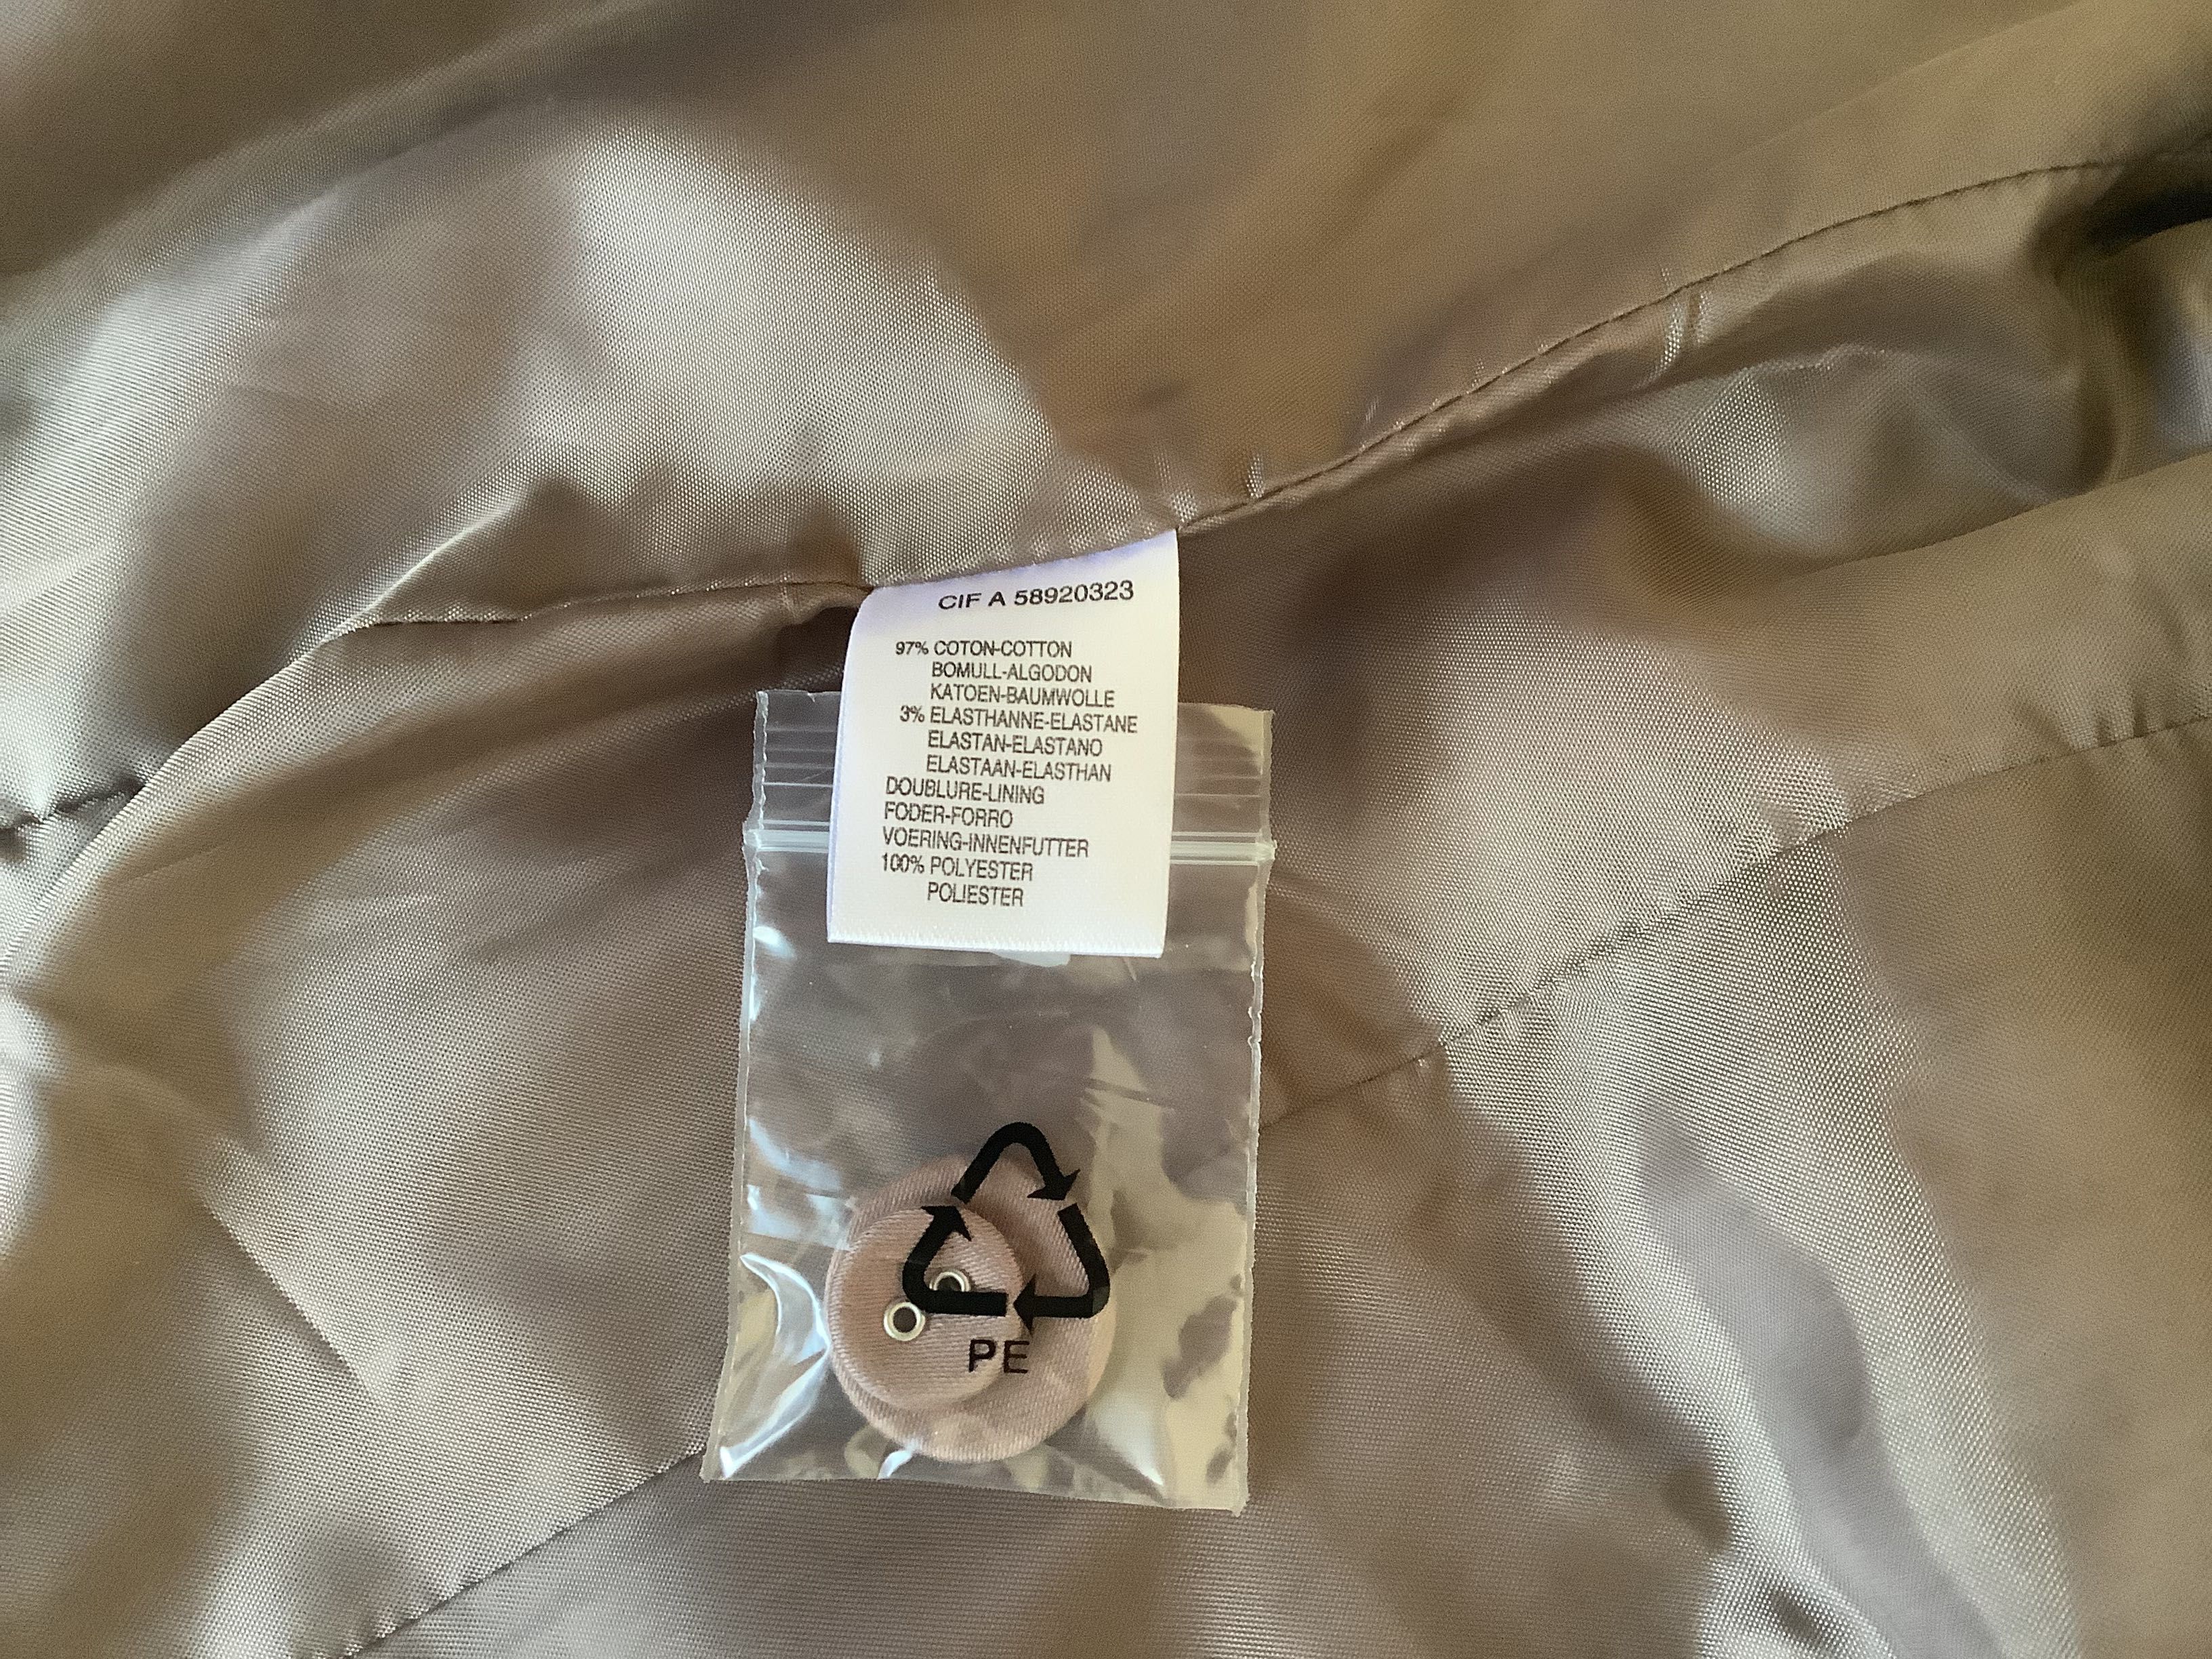 CIF A 58920323
97% COTON-COTTON
BOMULL-ALGODON
KATOEN-BAUMWOLLE
3% ELASTHANNE-ELASTANE
ELASTAN-ELASTANO
ELASTAAN-ELASTHAN
DOUBLURE-LINING
FODER-FORRO
VOERING-INNENFUTTER
100% POLYESTER
POLIESTER
PE